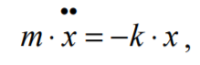 m · ẍ = −k · x ,